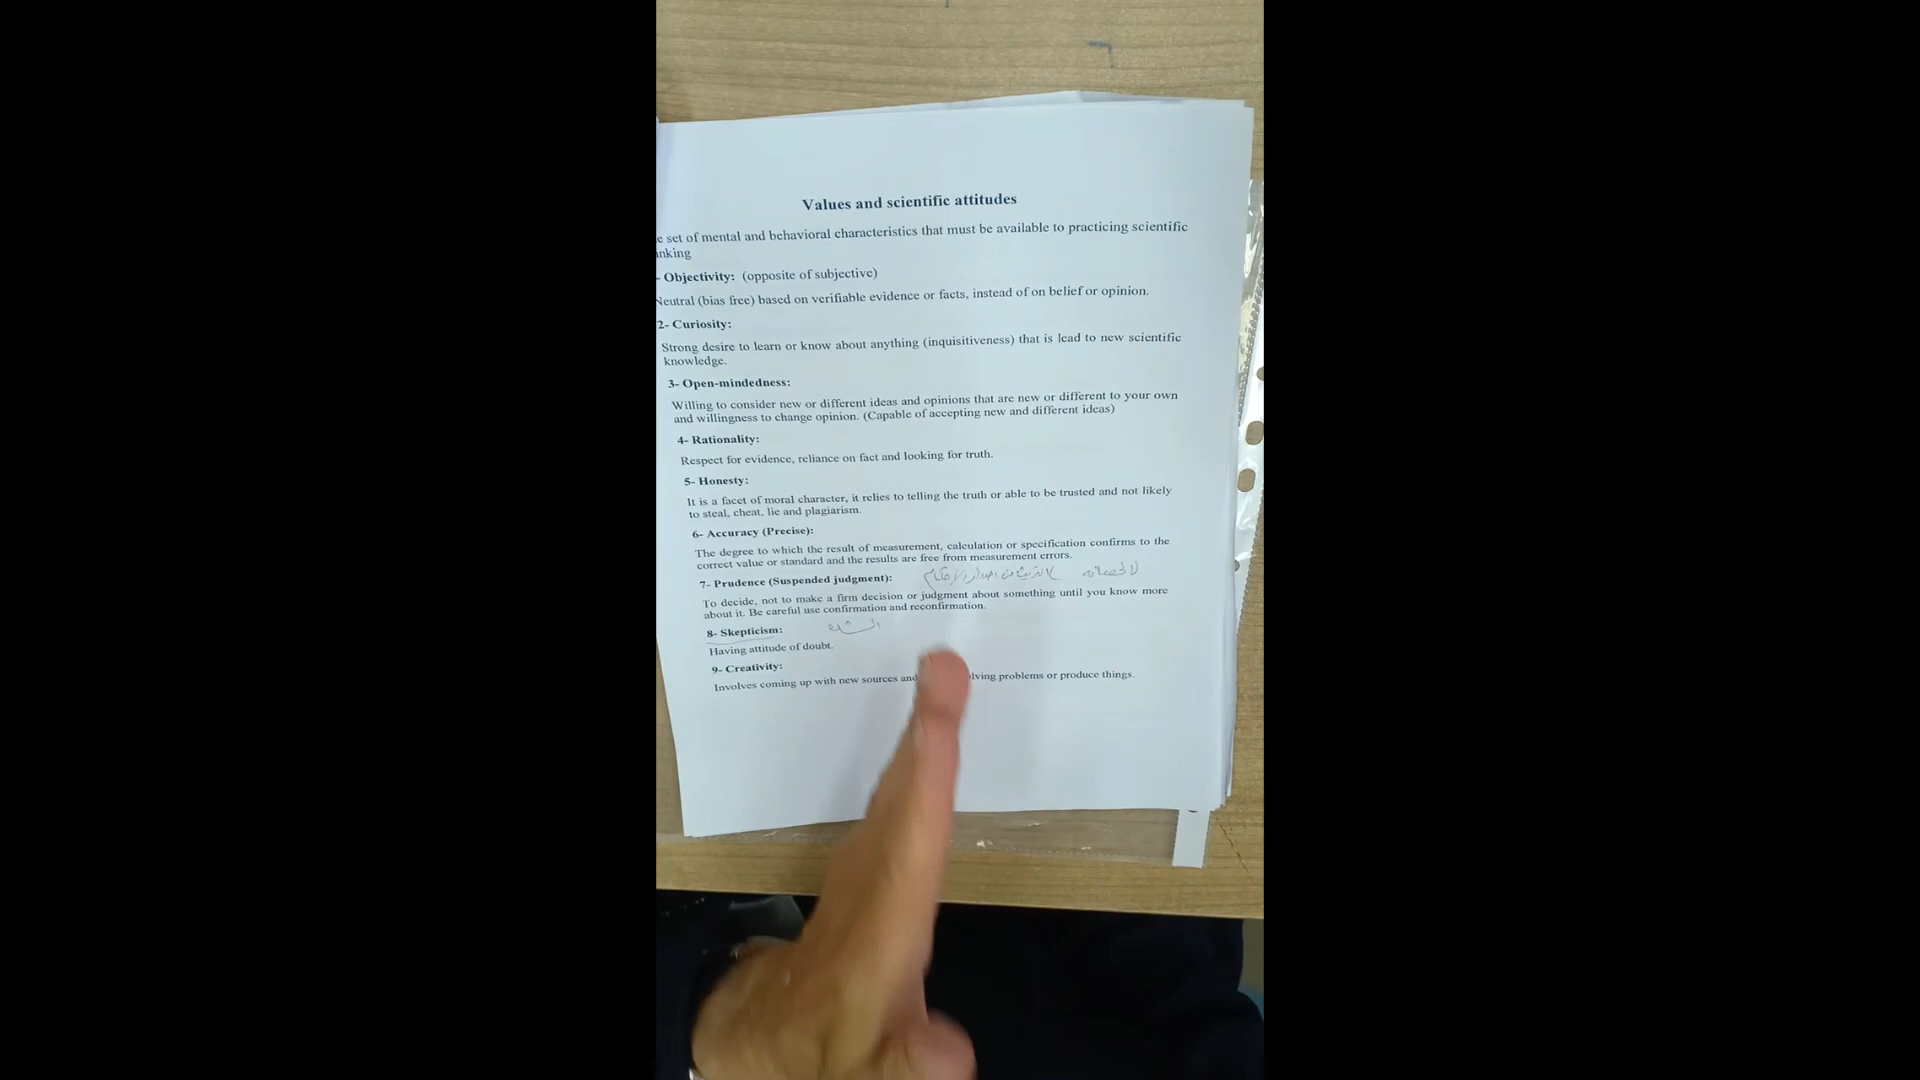 Values and scientific attitudes
e set of mental and behavioral characteristics that must be available to practicing scientific
inking
- Objectivity: (opposite of subjective)
Neutral (bias free) based on verifiable evidence or facts, instead of on belief or opinion.
2- Curiosity:
Strong desire to learn or know about anything (inquisitiveness) that is lead to new scientific
knowledge.
3- Open-mindedness:
Willing to consider new or different ideas and opinions that are new or different to your own
and willingness to change opinion. (Capable of accepting new and different ideas)
4- Rationality:
Respect for evidence, reliance on fact and looking for truth.
5- Honesty:
It is a facet of moral character, it relies to telling the truth or able to be trusted and not likely
to steal, cheat, lie and plagiarism.
6- Accuracy (Precise):
The degree to which the result of measurement, calculation or specification confirms to the
correct value or standard and the results are free from measurement errors.
7- Prudence (Suspended judgment):
To decide, not to make a firm decision or judgment about something until you know more
about it. Be careful use confirmation and reconfirmation.
8- Skepticism:
Having attitude of doubt.
9- Creativity:
Involves coming up with new sources and lving problems or produce things.